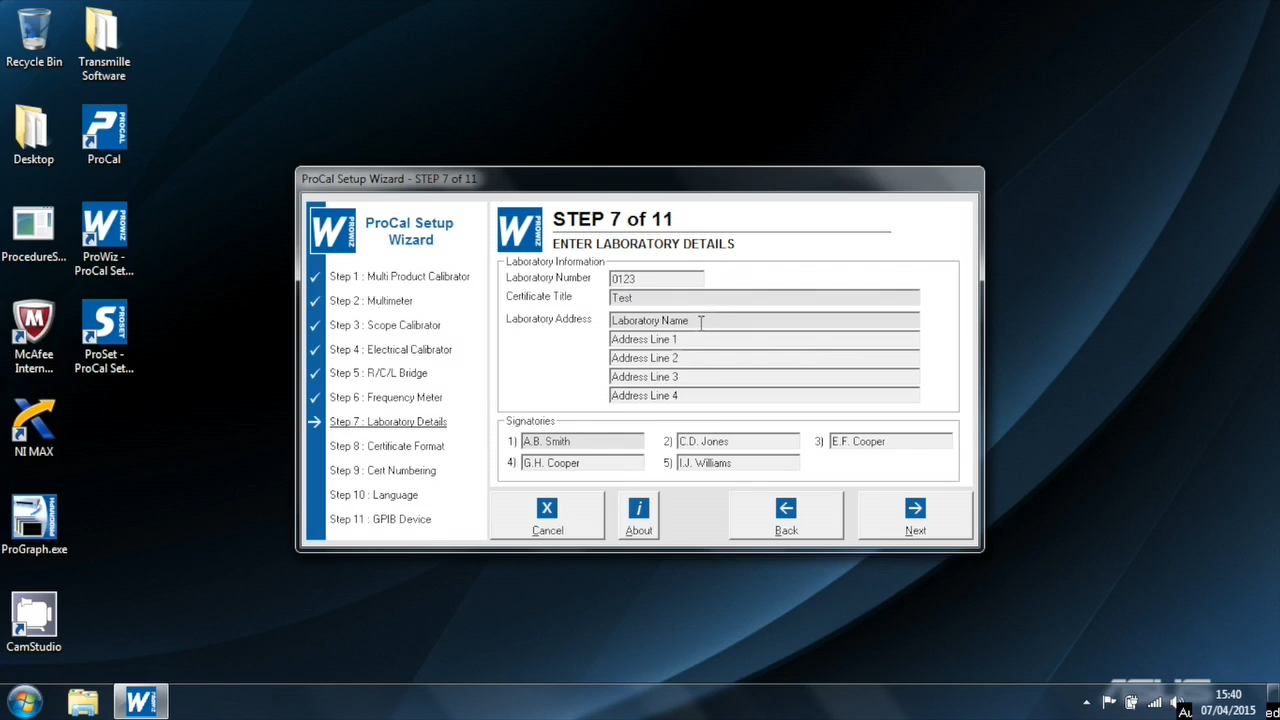 Recycle Bin
Transmille Software
Desktop
ProCal
PROCAL
ProcedureS...
ProWiz - ProCal Set...
PROWIZ
McAfee Intern...
ProSet - ProCal Set...
PROSET
NI MAX
ProGraph.exe
PROGRAPH
CamStudio
ProCal Setup Wizard - STEP 7 of 11
W PROWIZ
ProCal Setup Wizard
✓ Step 1 : Multi Product Calibrator
✓ Step 2 : Multimeter
✓ Step 3 : Scope Calibrator
✓ Step 4 : Electrical Calibrator
✓ Step 5 : R/C/L Bridge
✓ Step 6 : Frequency Meter
→ Step 7 : Laboratory Details
Step 8 : Certificate Format
Step 9 : Cert Numbering
Step 10 : Language
Step 11 : GPIB Device
W PROWIZ
STEP 7 of 11
ENTER LABORATORY DETAILS
Laboratory Information
Laboratory Number 0123
Certificate Title Test
Laboratory Address Laboratory Name
Address Line 1
Address Line 2
Address Line 3
Address Line 4
Signatories
1) A.B. Smith 2) C.D. Jones 3) E.F. Cooper
4) G.H. Cooper 5) I.J. Williams
X Cancel
i About
← Back
→ Next
W
15:40
07/04/2015